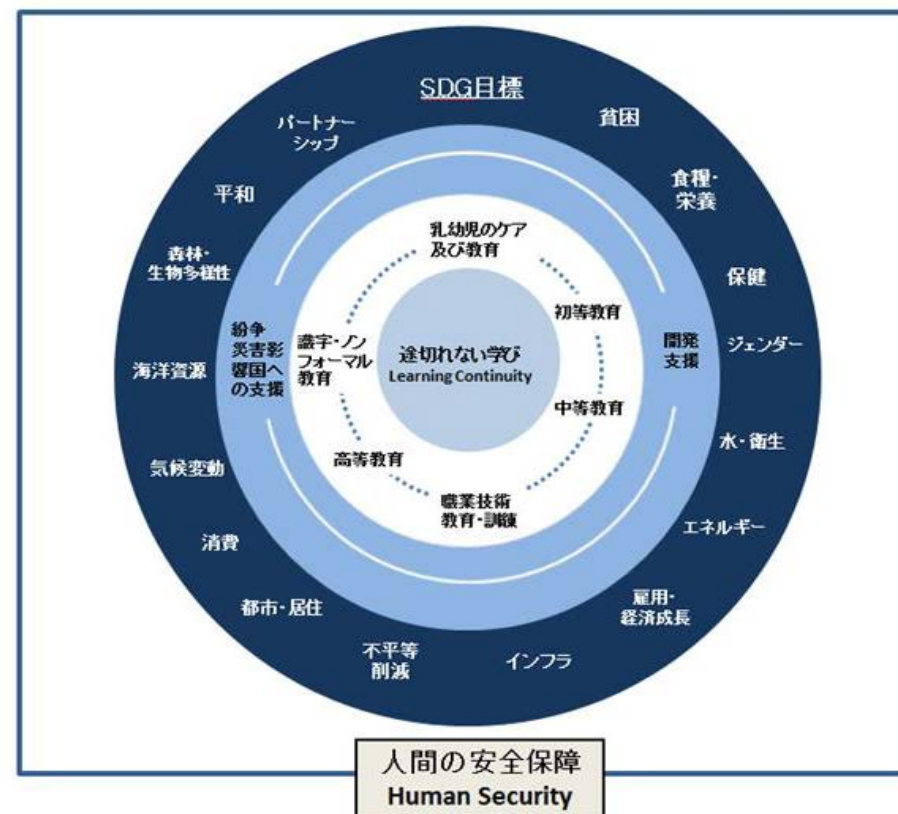 SDG目標
貧困
食糧・
栄養
保健
ジェンダー
水・衛生
エネルギー
雇用・
経済成長
インフラ
不平等
削減
都市・居住
消費
気候変動
海洋資源
森林・
生物多様性
平和
パートナー
シップ
紛争
災害影
響国へ
の支援
開発
支援
乳幼児のケア
及び教育
初等教育
中等教育
職業技術
教育・訓練
高等教育
識字・ノン
フォーマル
教育
途切れない学び
Learning Continuity
人間の安全保障
Human Security